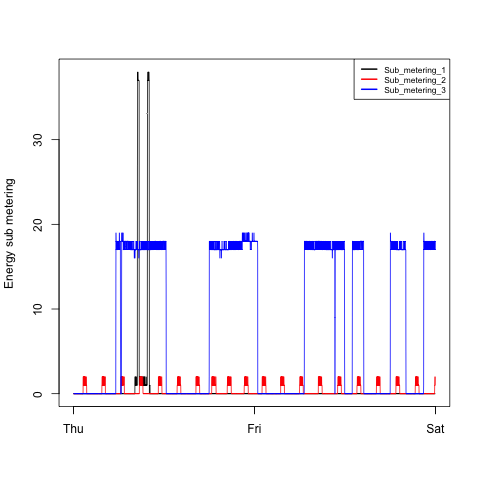 Sub_metering_1
Sub_metering_2
Sub_metering_3
Energy sub metering
30
20
10
0
Thu Fri Sat